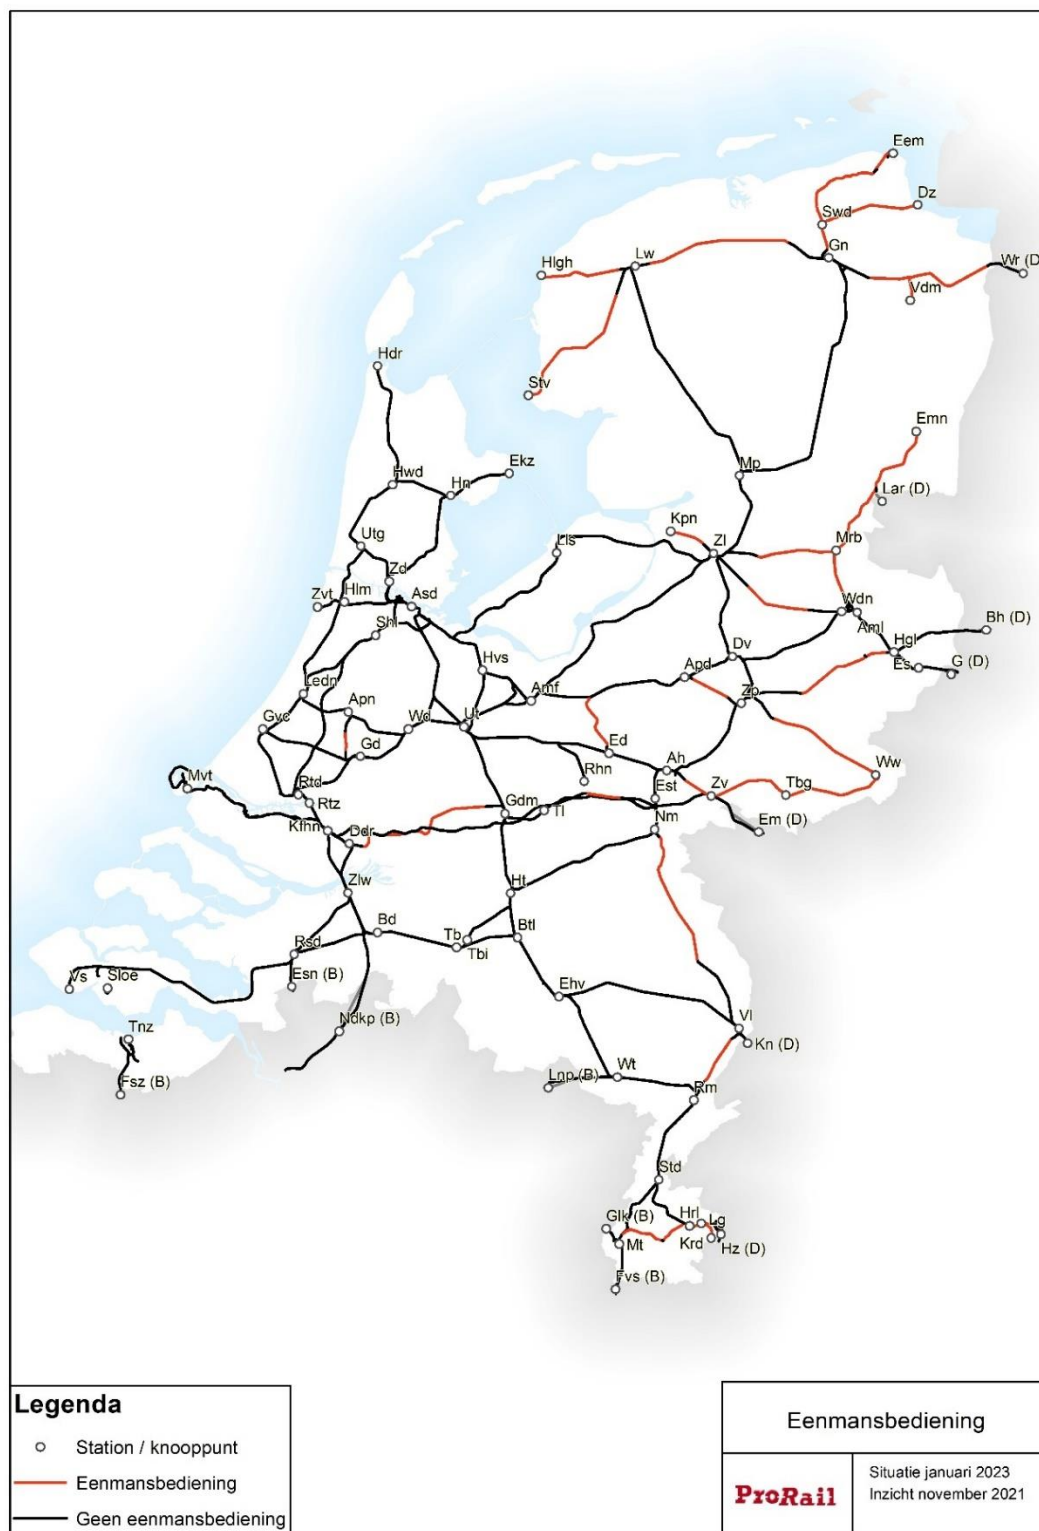 Eem
Dz
Swd
Gn
Lw
Hlgh
Wr (D
Vdm
Hdr
Stv
Emn
Ekz
Mp
Hwd
Hn
Lar (D)
Kpn
Utg
Lls
Zl
Mrb
Zd
Zvt
Hlm
Asd
Wdn
Aml
Bh (D)
Shl
Hgl
Dv
Hvs
Es
G (D)
Apd
Ledn
Amf
Zp
Apn
Gvc
Wd
Ut
Gd
Ed
Ah
Ww
Mvt
Rtd
Rhn
Zv
Tbg
Rtz
Est
Gdm
Tl
Kfhn
Ddr
Nm
Em (D)
Zlw
Ht
Bd
Tb
Btl
Rsd
Tbi
Vs
Sloe
Esn (B)
Ehv
Tnz
Ndkp (B)
Vl
Kn (D)
Fsz (B)
Lnp (B)
Wt
Rm
Std
Glk (B)
Hrl
Lg
Mt
Krd
Hz (D)
Fvs (B)
Legenda
Station / knooppunt
Eenmansbediening
Geen eenmansbediening
Eenmansbediening
ProRail
Situatie januari 2023
Inzicht november 2021